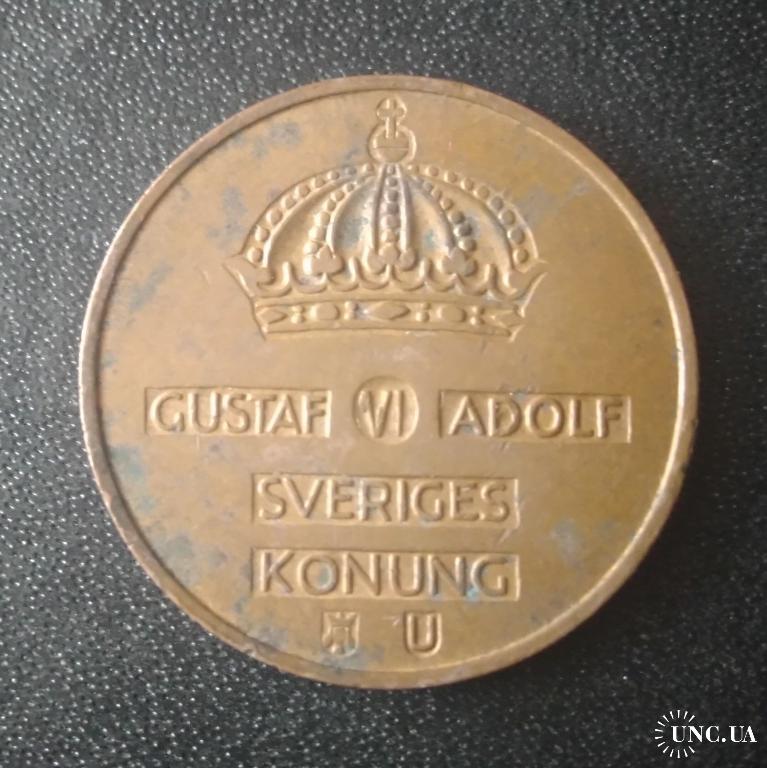 GUSTAF VI ADOLF
SVERIGES
KONUNG
U
UNC.UA